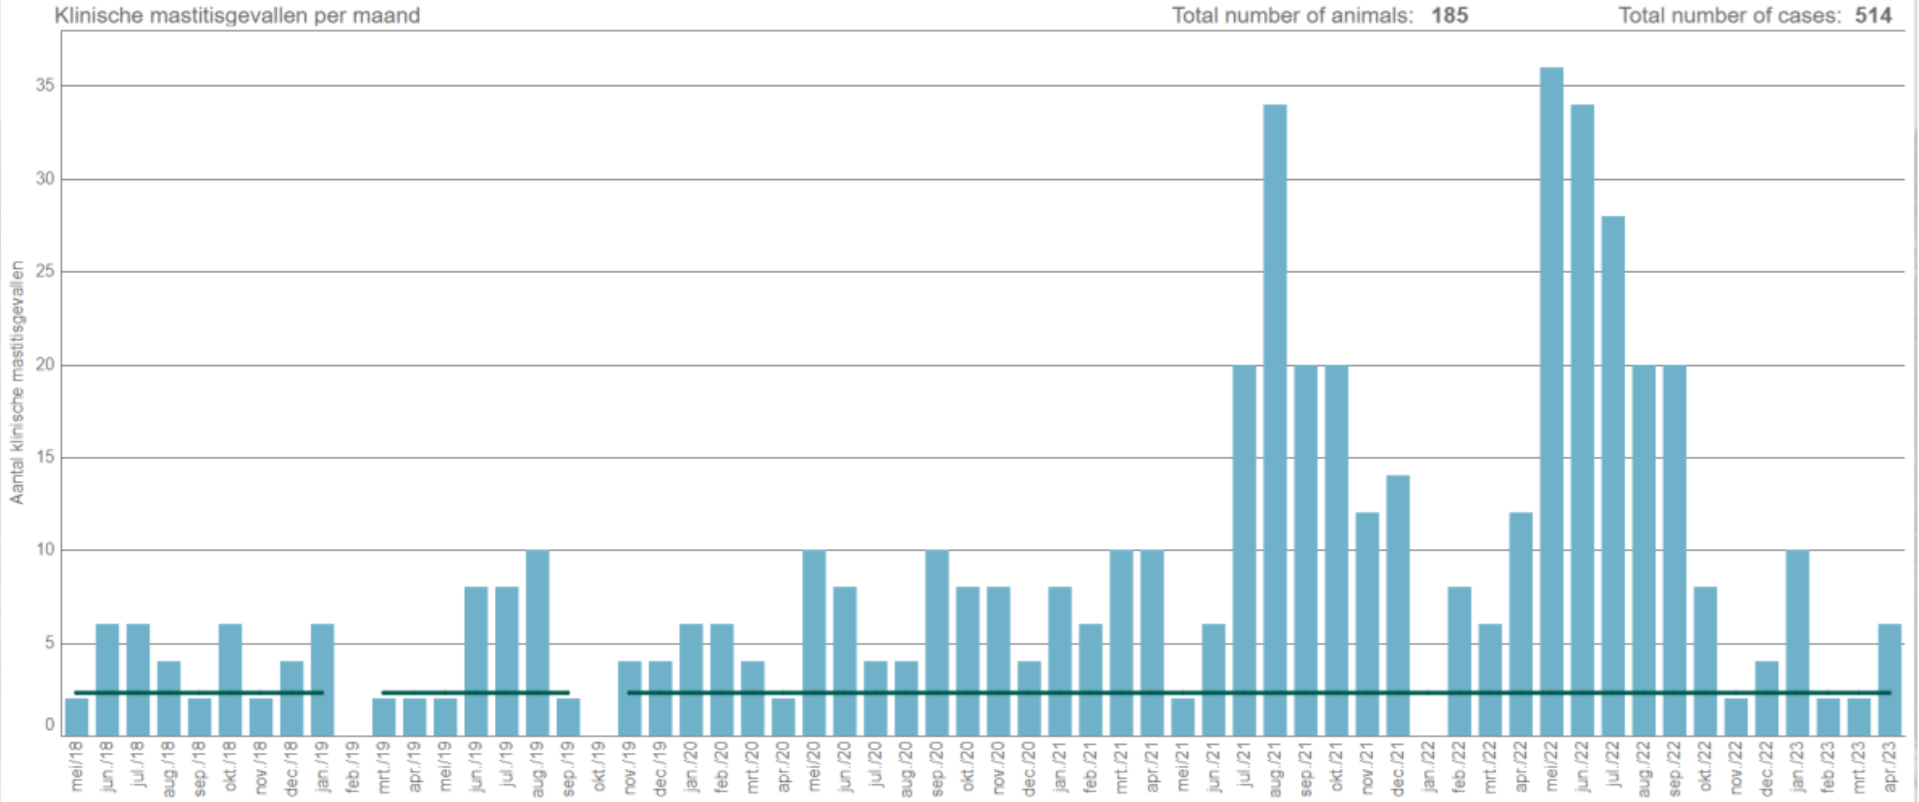 Klinische mastitisgevallen per maand
Total number of animals: 185
Total number of cases: 514
Aantal klinische mastitisgevallen
35
30
25
20
15
10
5
0
mei/18
jun./18
jul./18
aug./18
sep./18
okt./18
nov./18
dec./18
jan./19
feb./19
mrt./19
apr./19
mei/19
jun./19
jul./19
aug./19
sep./19
okt./19
nov./19
dec./19
jan./20
feb./20
mrt.20
apr./20
mei/20
jun./20
jul./20
aug./20
sep./20
okt./20
nov./20
dec./20
jan./21
feb./21
mrt./21
apr./21
mei/21
jun./21
jul./21
aug./21
sep./21
okt./21
nov./21
dec./21
jan./22
feb./22
mrt./22
apr./22
mei/22
jun./22
jul./22
aug./22
sep./22
okt./22
nov./22
dec./22
jan./23
feb./23
mrt./23
apr./23